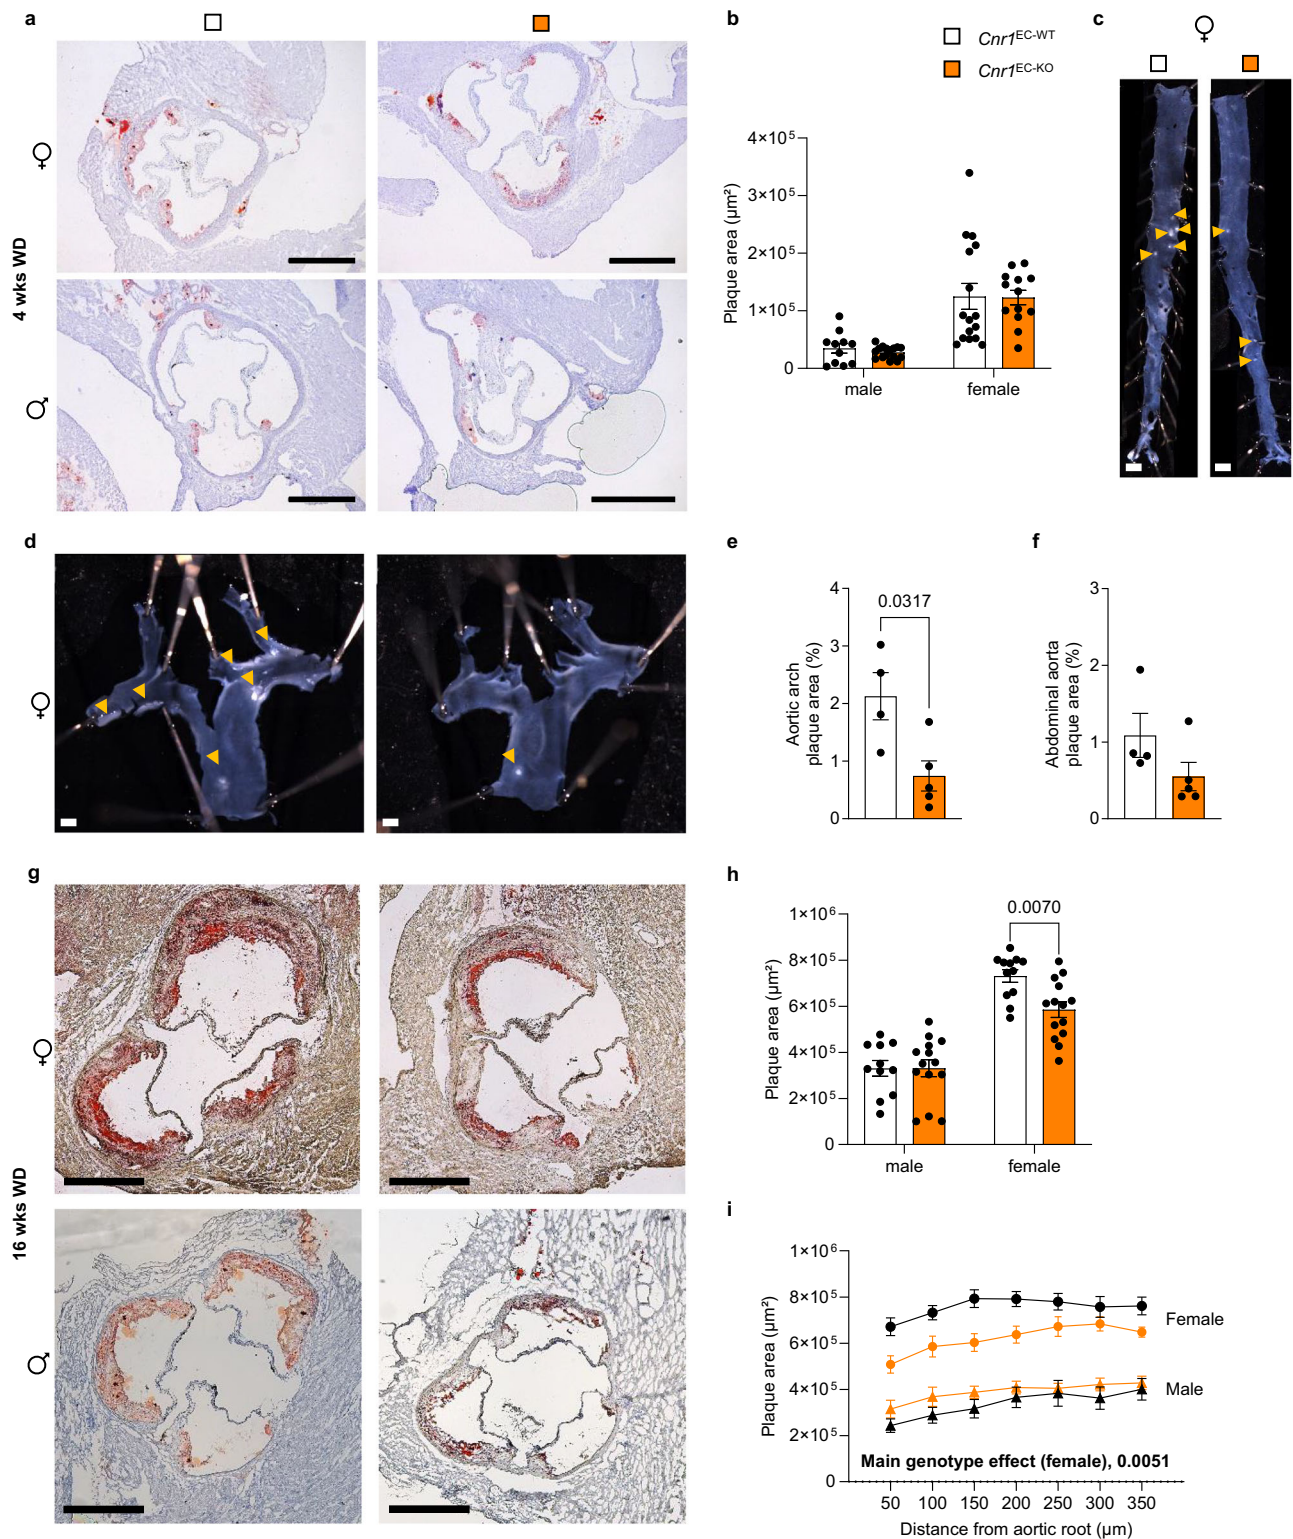 a
b
c
♀
Cnr1EC-WT
Cnr1EC-KO
4 wks WD
♀
♂
Plaque area (µm²)
4×10⁵
3×10⁵
2×10⁵
1×10⁵
0
male
female
d
♀
e
4
3
2
1
0
0.0317
Aortic arch
plaque area (%)
f
3
2
1
0
Abdominal aorta
plaque area (%)
g
16 wks WD
♀
♂
h
1×10⁶
8×10⁵
6×10⁵
4×10⁵
2×10⁵
0
0.0070
Plaque area (µm²)
male
female
i
1×10⁶
8×10⁵
6×10⁵
4×10⁵
2×10⁵
0
Plaque area (µm²)
Female
Male
Main genotype effect (female), 0.0051
50 100 150 200 250 300 350
Distance from aortic root (µm)